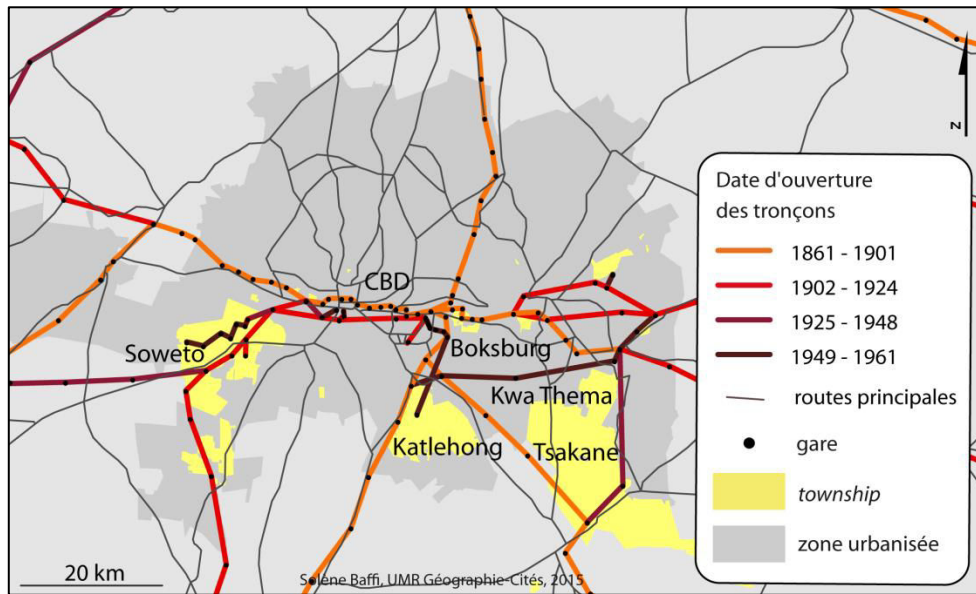 N
Date d'ouverture
des tronçons
1861 - 1901
1902 - 1924
1925 - 1948
1949 - 1961
routes principales
gare
township
zone urbanisée
CBD
Soweto
Boksburg
Kwa Thema
Katlehong
Tsakane
20 km
Solène Baffi, UMR Géographie-Cités, 2015